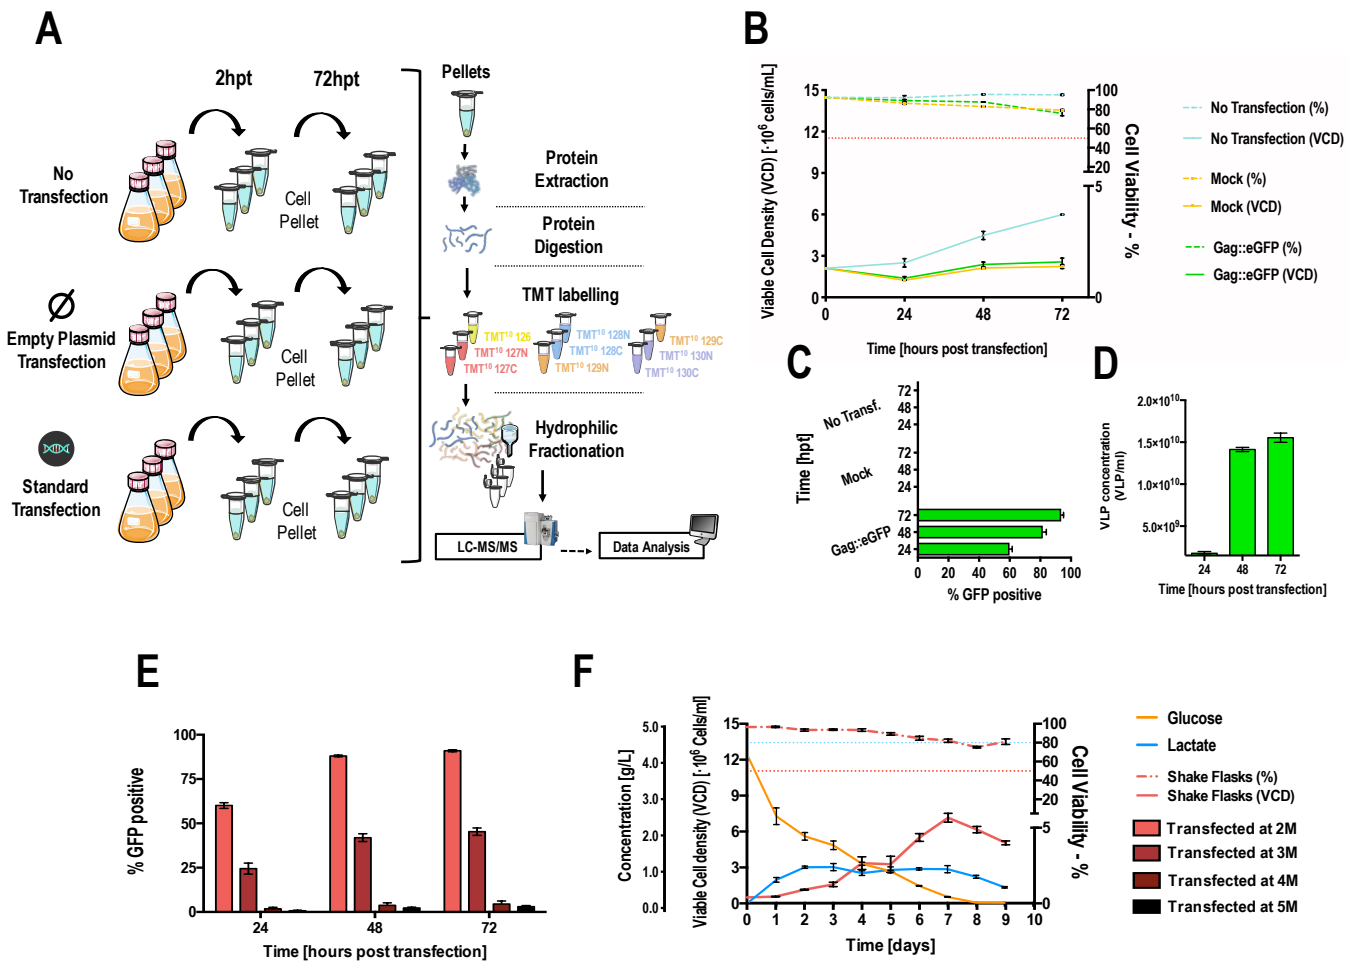 A
2hpt
72hpt
No
Transfection
Cell
Pellet
Empty Plasmid
Transfection
Cell
Pellet
Standard
Transfection
Cell
Pellet
Pellets
Protein
Extraction
Protein
Digestion
TMT labelling
TMT¹⁰ 126
TMT¹⁰ 127N
TMT¹⁰ 127C
TMT¹⁰ 128N
TMT¹⁰ 128C
TMT¹⁰ 129N
TMT¹⁰ 129C
TMT¹⁰ 130N
TMT¹⁰ 130C
Hydrophilic
Fractionation
LC-MS/MS
Data Analysis
B
Viable Cell Density (VCD) [·10⁶ cells/mL]
15
12
9
6
3
0
0
24
48
72
Time [hours post transfection]
100
80
60
40
20
5
0
Cell Viability - %
No Transfection (%)
No Transfection (VCD)
Mock (%)
Mock (VCD)
Gag::eGFP (%)
Gag::eGFP (VCD)
C
Time [hpt]
No Transf.
72
48
24
Mock
72
48
24
Gag::eGFP
72
48
24
0
20
40
60
80
100
% GFP positive
D
VLP concentration
(VLP/ml)
2.0×10¹⁰
1.5×10¹⁰
1.0×10¹⁰
5.0×10⁹
24
48
72
Time [hours post transfection]
E
% GFP positive
100
75
50
25
0
24
48
72
Time [hours post transfection]
F
Concentration [g/L]
5.0
4.0
3.0
2.0
1.0
0.0
Viable Cell density (VCD) [·10⁶ Cells/ml]
15
12
9
6
3
0
0
1
2
3
4
5
6
7
8
9
10
Time [days]
100
80
60
40
20
5
0
Cell Viability - %
Glucose
Lactate
Shake Flasks (%)
Shake Flasks (VCD)
Transfected at 2M
Transfected at 3M
Transfected at 4M
Transfected at 5M